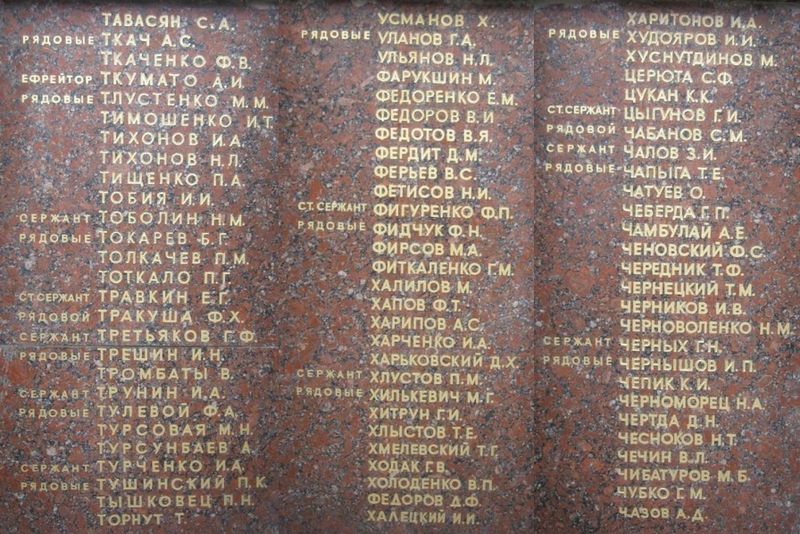 ТАВАСЯН С.А.
РЯДОВЫЕ ТКАЧ А.С.
ТКАЧЕНКО Ф.В.
ЕФРЕЙТОР ТКУМАТО А.И
РЯДОВЫЕ ТЛУСТЕНКО М.М.
ТИМОШЕНКО И.Т.
ТИХОНОВ И.А.
ТИХОНОВ Н.Л.
ТИЩЕНКО П.А.
ТОБИЯ И.И.
СЕРЖАНТ ТОБОЛИН Н.М.
РЯДОВЫЕ ТОКАРЕВ Б.Г.
ТОЛКАЧЕВ П.М.
ТОТКАЛО П.Г.
СТ.СЕРЖАНТ ТРАВКИН Е.Г.
РЯДОВОЙ ТРАКУША Ф.Х.
СЕРЖАНТ ТРЕТЬЯКОВ Г.Ф.
РЯДОВЫЕ ТРЕШИН И.Н.
ТРОМБАТЫ В.
СЕРЖАНТ ТРУНИН И.А.
РЯДОВЫЕ ТУЛЕВОЙ Ф.А.
ТУРСОВАЯ М.Н.
ТУРСУНБАЕВ А.
СЕРЖАНТ ТУРЧЕНКО И.А.
РЯДОВЫЕ ТУШИНСКИЙ П.К.
ТЫШКОВЕЦ П.Н.
ТОРНУТ Т.
УСМАНОВ Х.
РЯДОВЫЕ УЛАНОВ Г.А.
УЛЬЯНОВ Н.Л.
ФАРУКШИН М.
ФЕДОРЕНКО Е.М.
ФЕДОРОВ В.И
ФЕДОТОВ В.Я.
ФЕРДИТ Д.М.
ФЕРЬЕВ В.С.
ФЕТИСОВ Н.И.
СТ.СЕРЖАНТ ФИГУРЕНКО Ф.П.
РЯДОВЫЕ ФИДЧУК Ф.Н.
ФИРСОВ М.А.
ФИТКАЛЕНКО Г.М.
ХАЛИЛОВ М.
ХАПОВ Ф.Т.
ХАРИПОВ А.С.
ХАРЧЕНКО И.А.
ХАРЬКОВСКИЙ Д.Х.
СЕРЖАНТ ХЛУСТОВ П.М.
РЯДОВЫЕ ХИЛЬКЕВИЧ М.Г.
ХИТРУН Г.И.
ХЛЫСТОВ Т.Е.
ХМЕЛЕВСКИЙ Т.Г.
ХОДАК Г.В.
ХОЛОДЕНКО В.П.
ФЕДОРОВ Д.Ф.
ХАЛЕЦКИЙ И.И.
ХАРИТОНОВ И.А.
РЯДОВЫЕ ХУДОЯРОВ И.И.
ХУСНУТДИНОВ М.
ЦЕРЮТА С.Ф.
ЦУКАН К.К.
СТ.СЕРЖАНТ ЦЫГУНОВ Г.И.
РЯДОВОЙ ЧАБАНОВ С.М.
СЕРЖАНТ ЧАЛОВ З.И.
РЯДОВЫЕ ЧАПЫГА Т.Е.
ЧАТУЕВ О.
ЧЕБЕРДА Г.П.
ЧАМБУЛАЙ А.Е.
ЧЕНОВСКИЙ Ф.С.
ЧЕРЕДНИК Т.Ф.
ЧЕРНЕЦКИЙ Т.М.
ЧЕРНИКОВ И.В.
ЧЕРНОВОЛЕНКО Н.М.
СЕРЖАНТ ЧЕРНЫХ Г.Н.
РЯДОВЫЕ ЧЕРНЫШОВ И.П.
ЧЕПИК К.И.
ЧЕРНОМОРЕЦ Н.А.
ЧЕРТДА Д.Н.
ЧЕСНОКОВ Н.Т.
ЧЕЧИН В.Л.
ЧИБАТУРОВ М.Б.
ЧУБКО Г.М.
ЧАЗОВ А.Д.